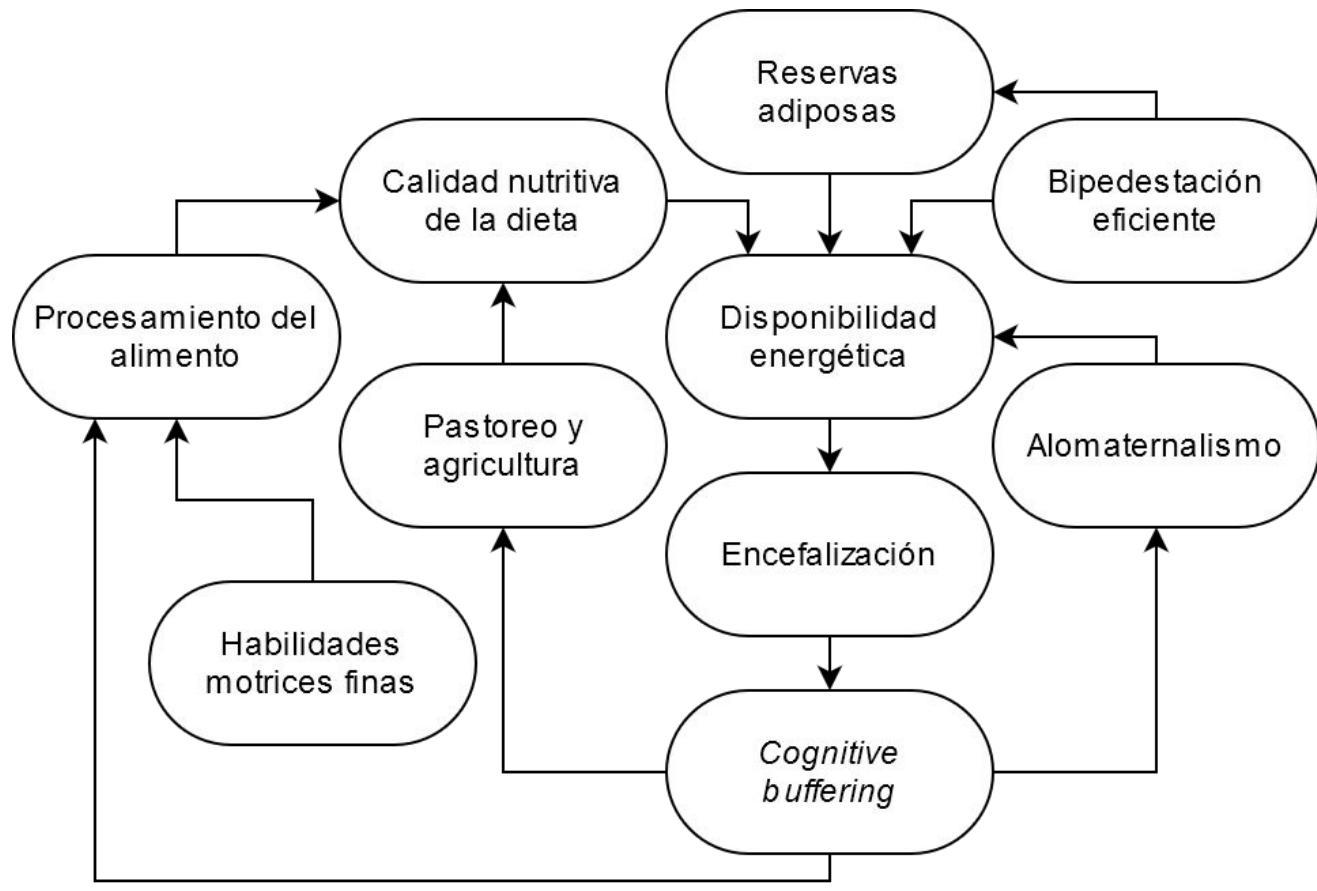 Reservas
adiposas
Calidad nutritiva
de la dieta
Bipedestación
eficiente
Procesamiento del
alimento
Disponibilidad
energética
Pastoreo y
agricultura
Alomaternalismo
Encefalización
Habilidades
motrices finas
Cognitive
buffering